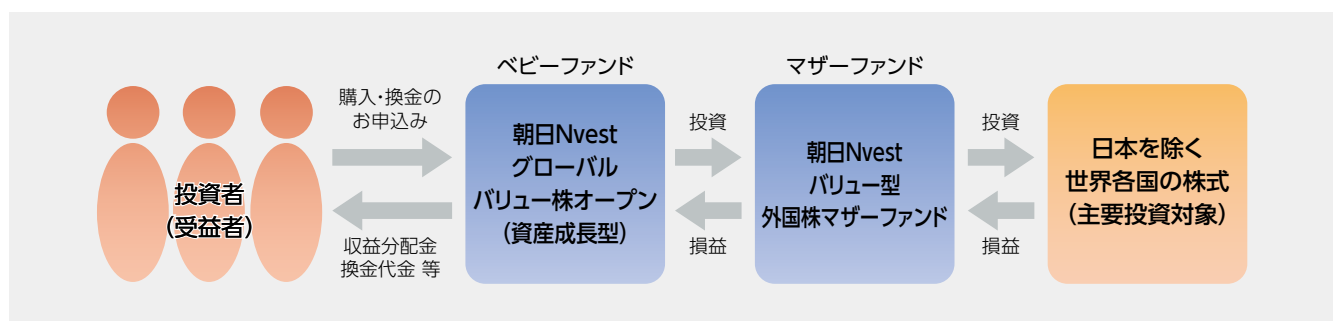 ベビーファンド
マザーファンド
購入・換金の
お申込み
投資者
(受益者)
収益分配金
換金代金 等
朝日Nvest
グローバル
バリュー株オープン
(資産成長型)
投資
損益
朝日Nvest
バリュー型
外国株マザーファンド
投資
損益
日本を除く
世界各国の株式
(主要投資対象)